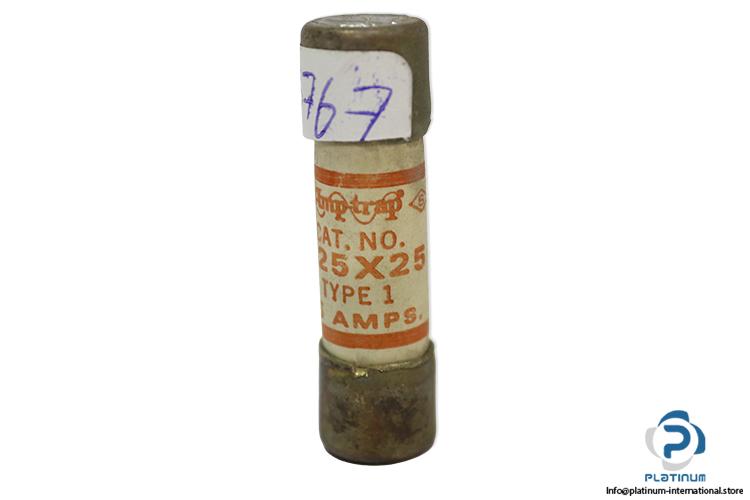 767
Amp-trap
CAT. NO.
25X25
TYPE 1
AMPS.
PLATINUM
Info@platinum-international.store